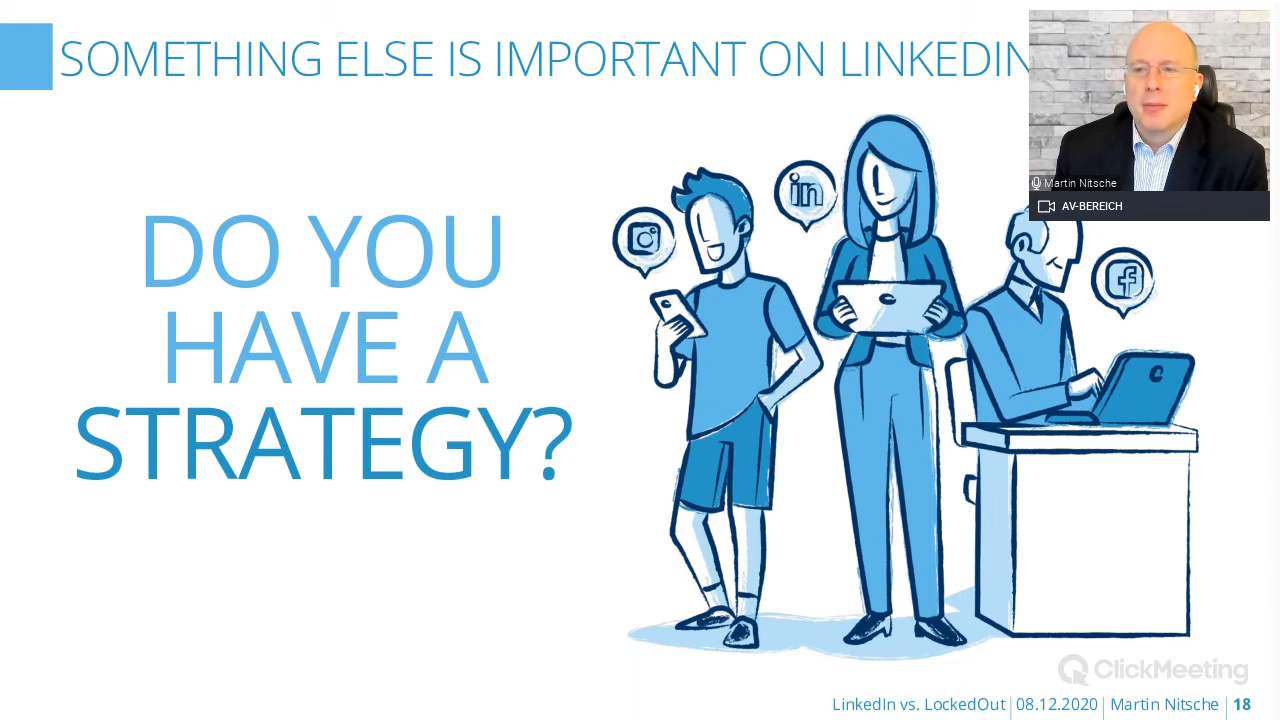 SOMETHING ELSE IS IMPORTANT ON LINKEDIN
Martin Nitsche
AV-BEREICH
in
DO YOU
HAVE A
STRATEGY?
ClickMeeting
LinkedIn vs. LockedOut | 08.12.2020 | Martin Nitsche | 18